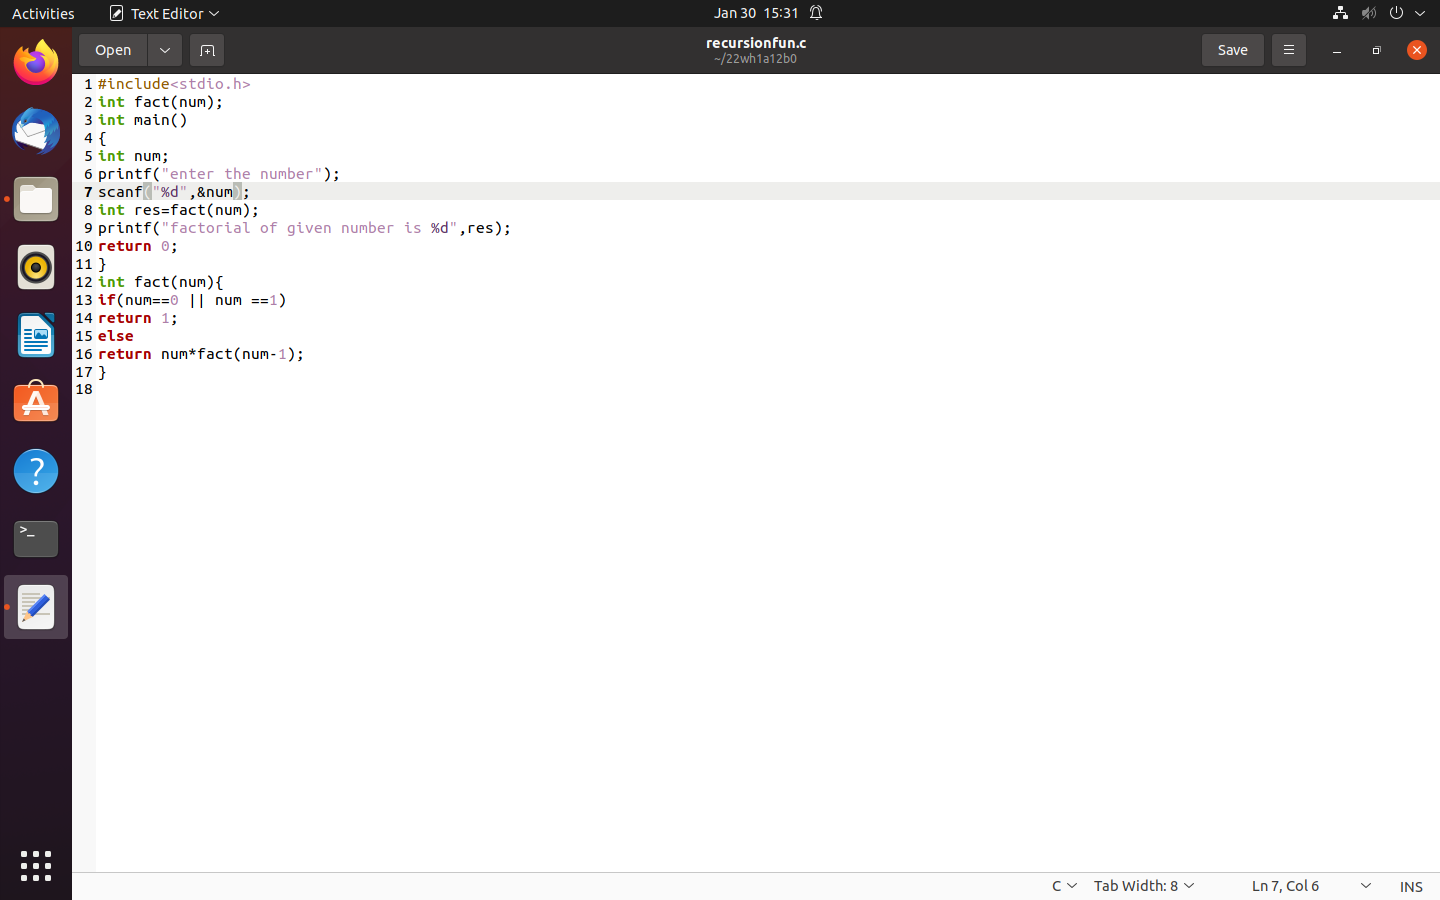 Activities Text Editor Jan 30 15:31
Open recursionfun.c Save
~/22wh1a12b0
1 #include<stdio.h>
2 int fact(num);
3 int main()
4 {
5 int num;
6 printf("enter the number");
7 scanf("%d",&num);
8 int res=fact(num);
9 printf("factorial of given number is %d",res);
10 return 0;
11 }
12 int fact(num){
13 if(num==0 || num ==1)
14 return 1;
15 else
16 return num*fact(num-1);
17 }
18
C Tab Width: 8 Ln 7, Col 6 INS